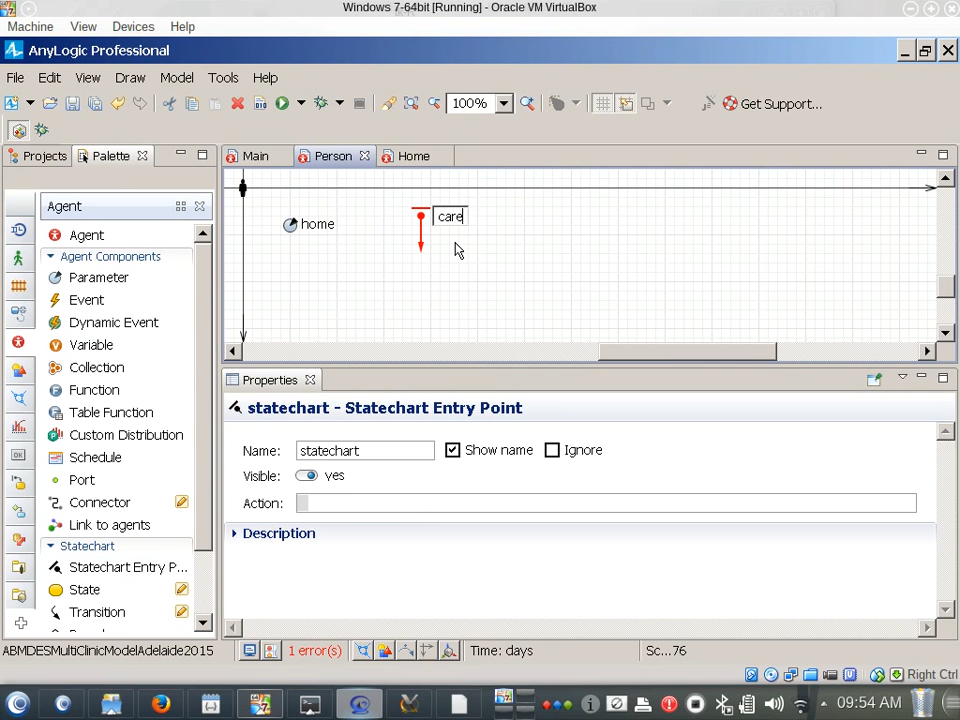 Windows 7-64bit [Running] - Oracle VM VirtualBox
Machine View Devices Help
AnyLogic Professional
File Edit View Draw Model Tools Help
100% Get Support...
Projects Palette Main Person Home
Agent
Agent
Agent Components
Parameter
Event
Dynamic Event
Variable
Collection
Function
Table Function
Custom Distribution
Schedule
Port
Connector
Link to agents
Statechart
Statechart Entry P...
State
Transition
home
care
Properties
statechart - Statechart Entry Point
Name: statechart Show name Ignore
Visible: yes
Action:
Description
ABMDESMultiClinicModelAdelaide2015 1 error(s) Time: days Sc...76
Right Ctrl
09:54 AM